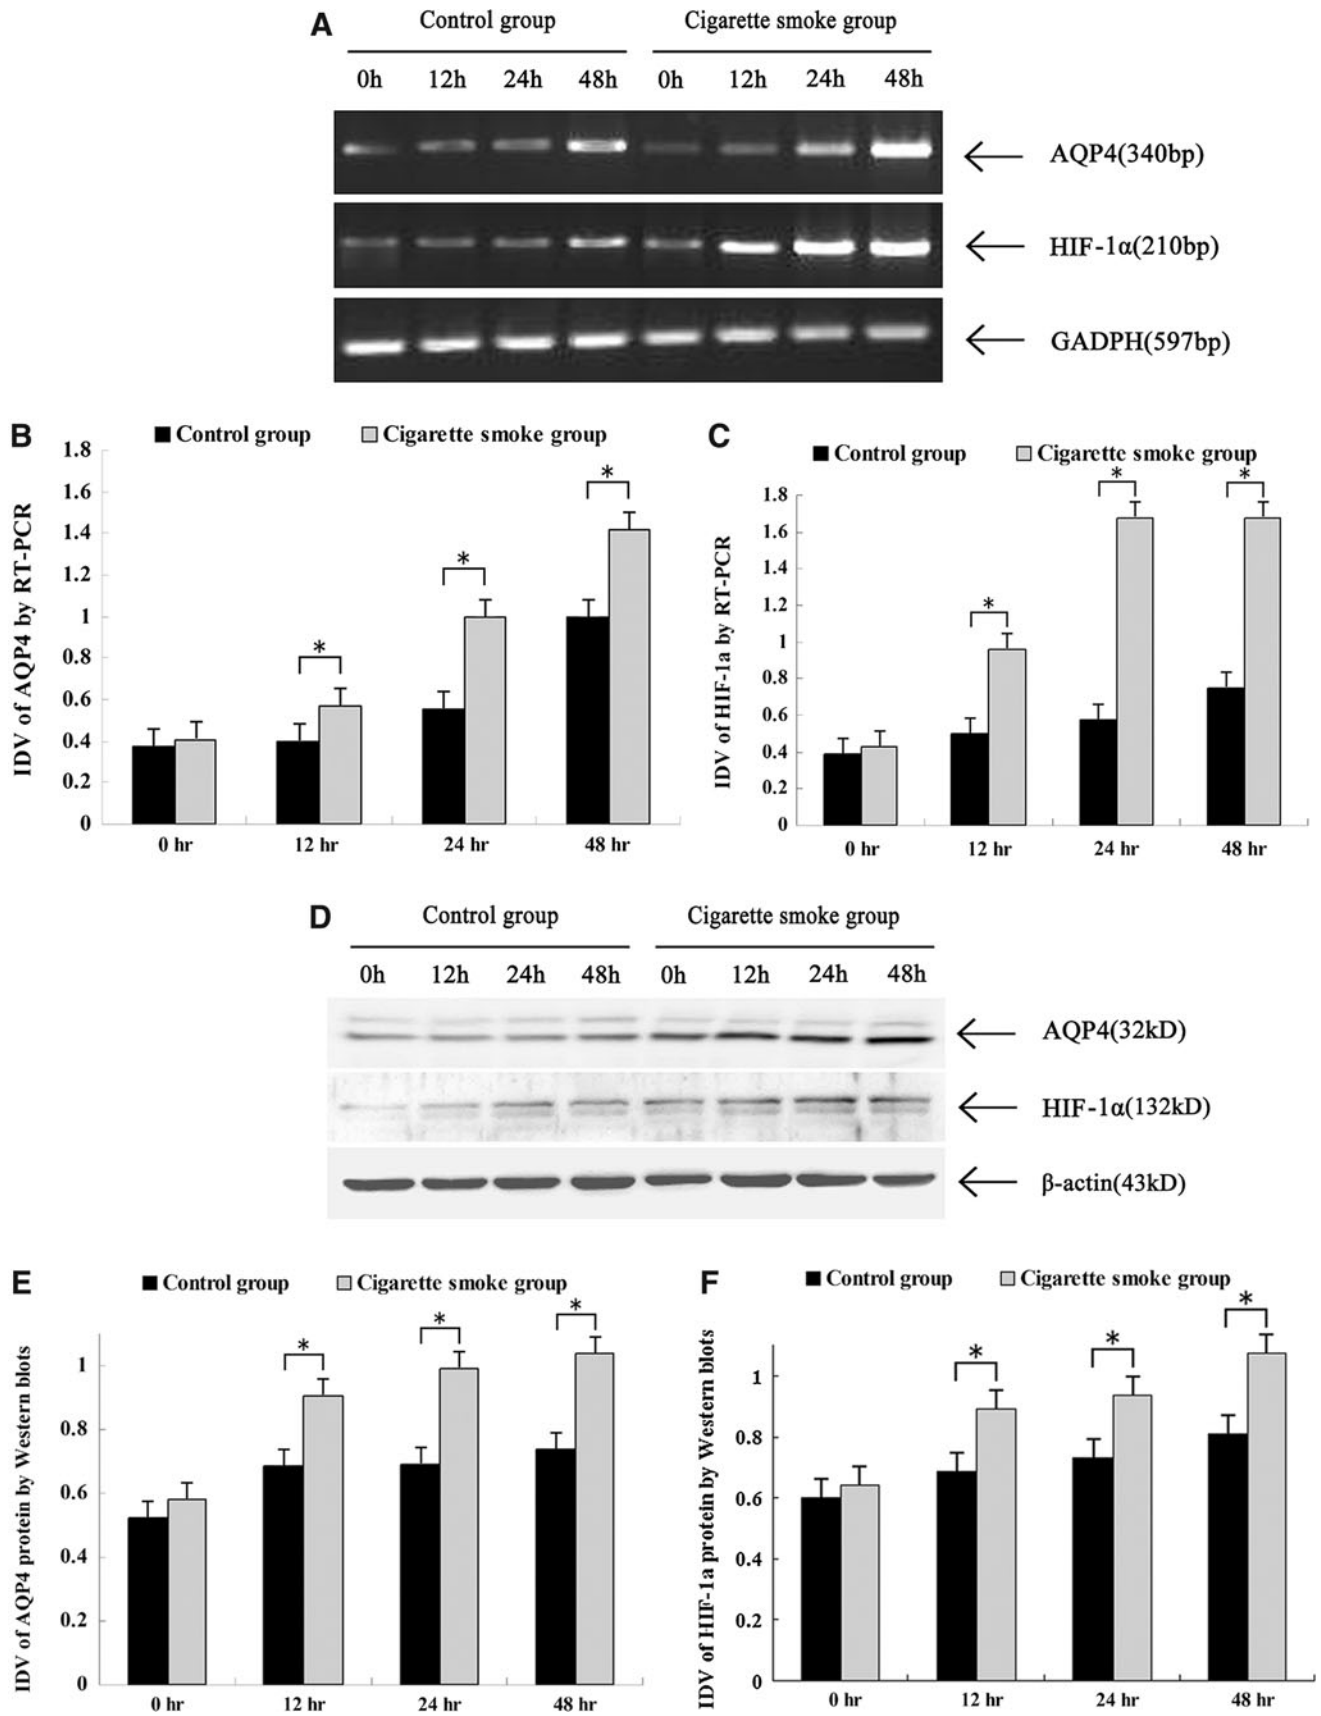 A
Control group
Cigarette smoke group
0h 12h 24h 48h 0h 12h 24h 48h
AQP4(340bp)
HIF-1α(210bp)
GADPH(597bp)
B
Control group Cigarette smoke group
IDV of AQP4 by RT-PCR
1.8
1.6
1.4
1.2
1
0.8
0.6
0.4
0.2
0
*
*
*
0 hr 12 hr 24 hr 48 hr
C
Control group Cigarette smoke group
IDV of HIF-1a by RT-PCR
1.8
1.6
1.4
1.2
1
0.8
0.6
0.4
0.2
0
*
*
*
0 hr 12 hr 24 hr 48 hr
D
Control group
Cigarette smoke group
0h 12h 24h 48h 0h 12h 24h 48h
AQP4(32kD)
HIF-1α(132kD)
β-actin(43kD)
E
Control group Cigarette smoke group
IDV of AQP4 protein by Western blots
1
0.8
0.6
0.4
0.2
0
*
*
*
0 hr 12 hr 24 hr 48 hr
F
Control group Cigarette smoke group
IDV of HIF-1a protein by Western blots
1
0.8
0.6
0.4
0.2
0
*
*
*
0 hr 12 hr 24 hr 48 hr